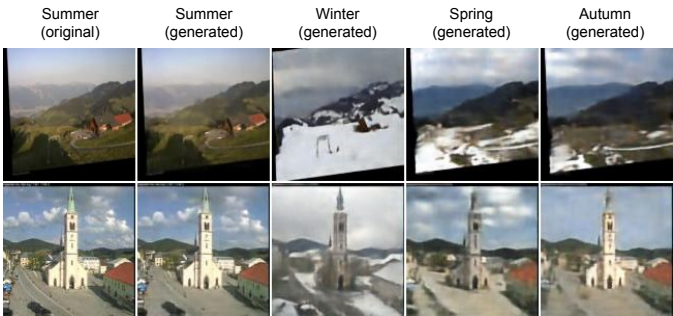 Summer
(original)
Summer
(generated)
Winter
(generated)
Spring
(generated)
Autumn
(generated)